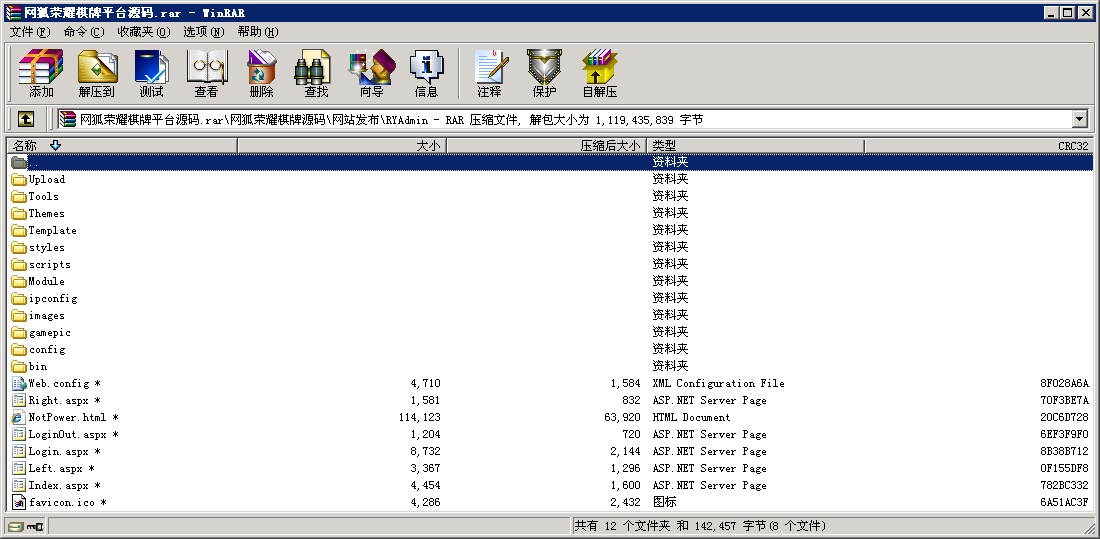 网狐荣耀棋牌平台源码.rar - WinRAR
文件(F) 命令(C) 收藏夹(O) 选项(N) 帮助(H)
添加 解压到 测试 查看 删除 查找 向导 信息 注释 保护 自解压
网狐荣耀棋牌平台源码.rar\网狐荣耀棋牌源码\网站发布\RYAdmin - RAR 压缩文件, 解包大小为 1,119,435,839 字节
名称 大小 压缩后大小 类型 CRC32
.. 资料夹
Upload 资料夹
Tools 资料夹
Themes 资料夹
Template 资料夹
styles 资料夹
scripts 资料夹
Module 资料夹
ipconfig 资料夹
images 资料夹
gamepic 资料夹
config 资料夹
bin 资料夹
Web.config * 4,710 1,584 XML Configuration File 8F028A6A
Right.aspx * 1,581 832 ASP.NET Server Page 70F3BE7A
NotPower.html * 114,123 63,920 HTML Document 20C6D728
LoginOut.aspx * 1,204 720 ASP.NET Server Page 6EF3F9F0
Login.aspx * 8,732 2,144 ASP.NET Server Page 8B38B712
Left.aspx * 3,367 1,296 ASP.NET Server Page 0F155DF8
Index.aspx * 4,454 1,600 ASP.NET Server Page 782BC332
favicon.ico * 4,286 2,432 图标 6A51AC3F
共有 12 个文件夹 和 142,457 字节(8 个文件)